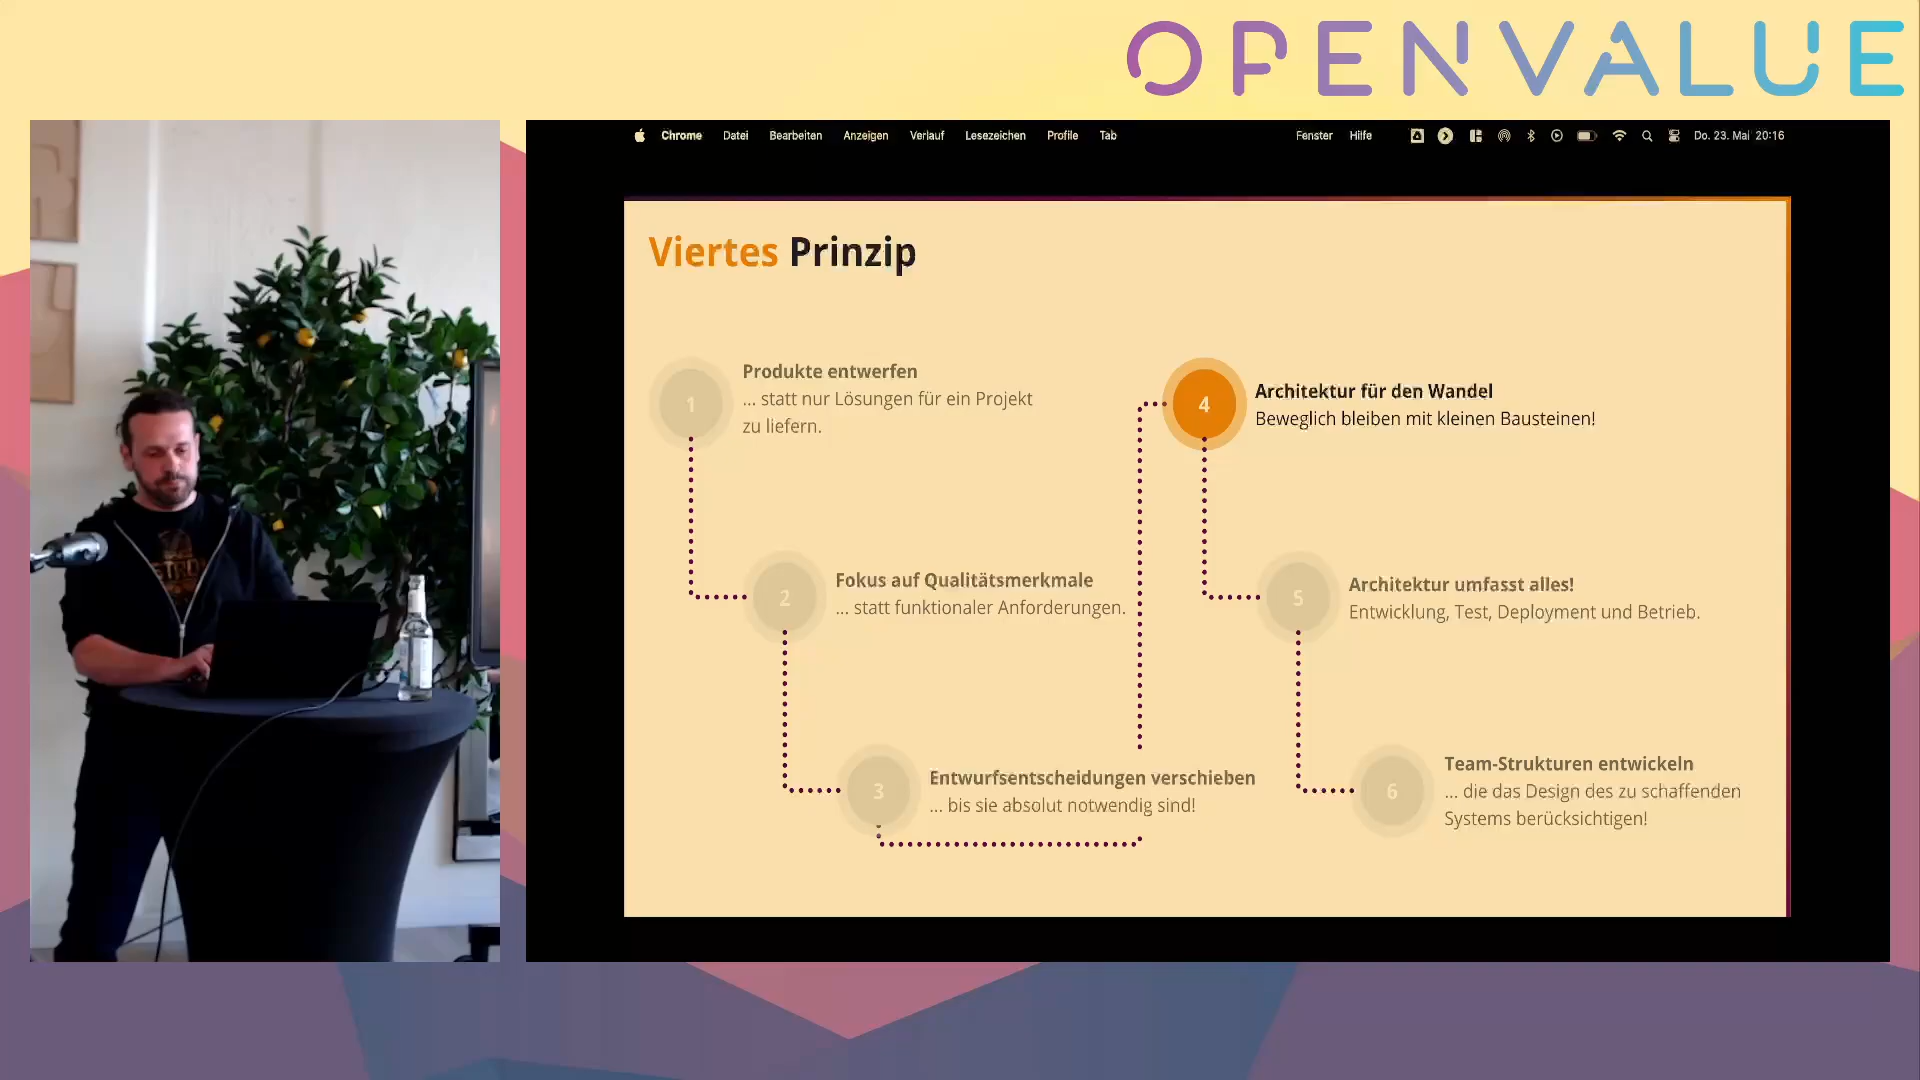 OPENVALUE
Chrome Datei Bearbeiten Anzeigen Verlauf Lesezeichen Profile Tab Fenster Hilfe Do. 23. Mai 20:16
Viertes Prinzip
1
Produkte entwerfen
... statt nur Lösungen für ein Projekt
zu liefern.
2
Fokus auf Qualitätsmerkmale
... statt funktionaler Anforderungen.
3
Entwurfsentscheidungen verschieben
... bis sie absolut notwendig sind!
4
Architektur für den Wandel
Beweglich bleiben mit kleinen Bausteinen!
5
Architektur umfasst alles!
Entwicklung, Test, Deployment und Betrieb.
6
Team-Strukturen entwickeln
... die das Design des zu schaffenden
Systems berücksichtigen!